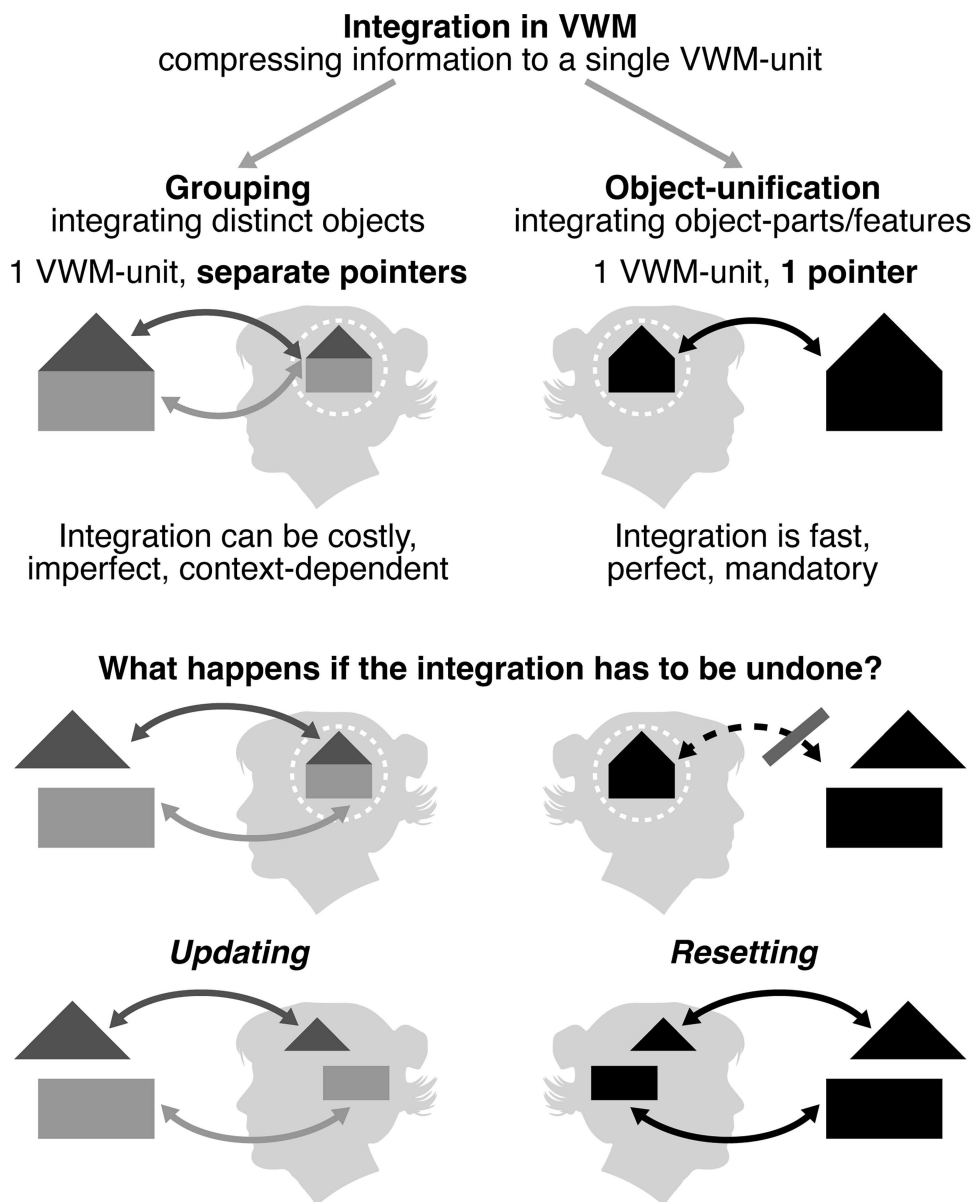 Integration in VWM
compressing information to a single VWM-unit
Grouping
integrating distinct objects
1 VWM-unit, separate pointers
Object-unification
integrating object-parts/features
1 VWM-unit, 1 pointer
Integration can be costly,
imperfect, context-dependent
Integration is fast,
perfect, mandatory
What happens if the integration has to be undone?
Updating
Resetting